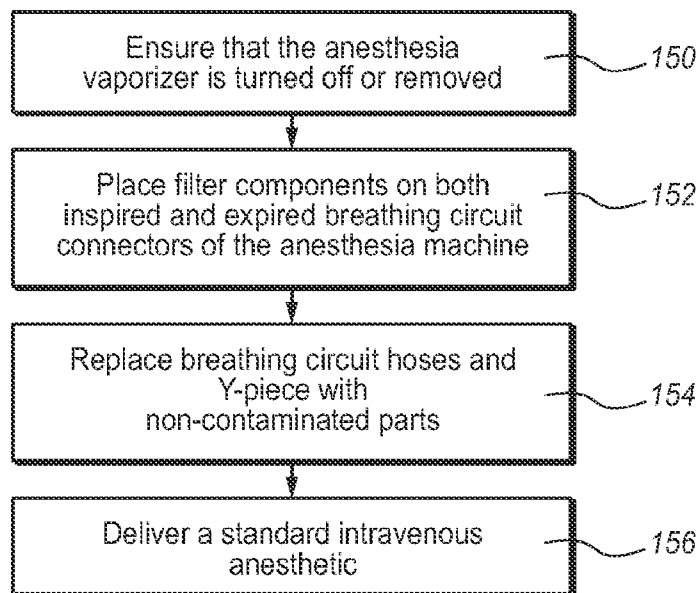 Ensure that the anesthesia
vaporizer is turned off or removed
150
Place filter components on both
inspired and expired breathing circuit
connectors of the anesthesia machine
152
Replace breathing circuit hoses and
Y-piece with
non-contaminated parts
154
Deliver a standard intravenous
anesthetic
156